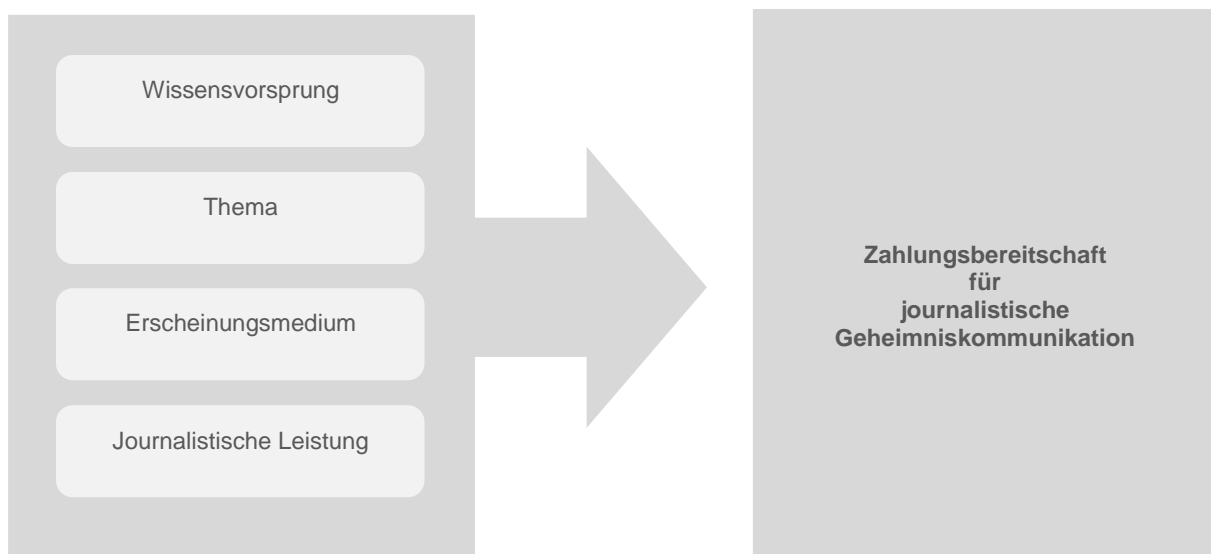 Wissensvorsprung
Thema
Erscheinungsmedium
Journalistische Leistung
Zahlungsbereitschaft
für
journalistische
Geheimniskommunikation